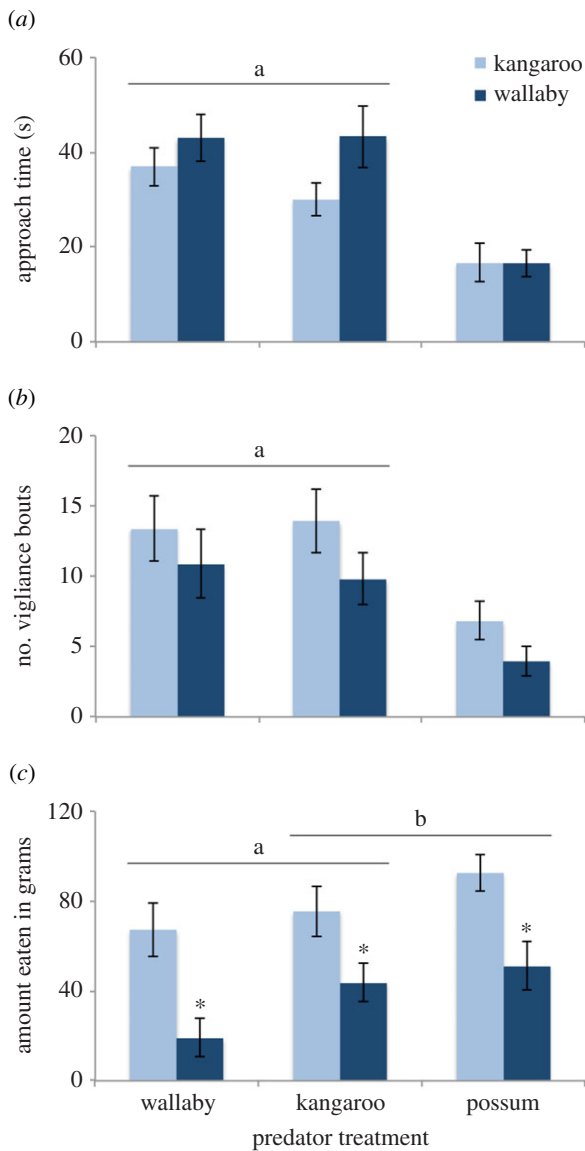 (a)
60
40
20
0
approach time (s)
a
kangaroo
wallaby
(b)
20
15
10
5
0
no. vigliance bouts
a
(c)
120
80
40
0
amount eaten in grams
a
b
*
*
*
wallaby kangaroo possum
predator treatment